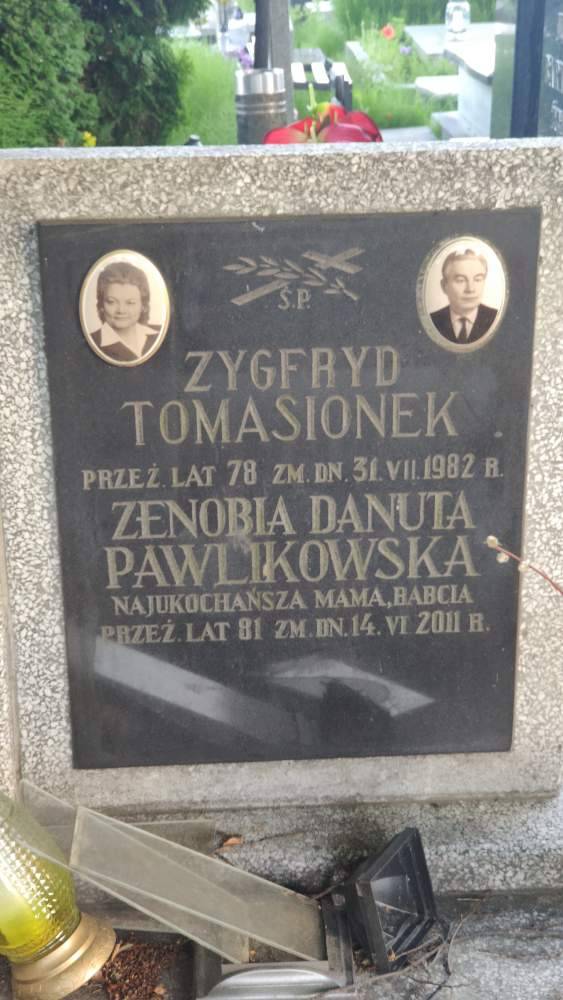 Ś.P.
ZYGFRYD
TOMASIONEK
PRZEŻ. LAT 78 ZM. DN. 31. VII. 1982 R.
ZENOBIA DANUTA
PAWLIKOWSKA
NAJUKOCHAŃSZA MAMA, BABCIA
PRZEŻ. LAT 81 ZM. DN. 14. VI 2011 R.